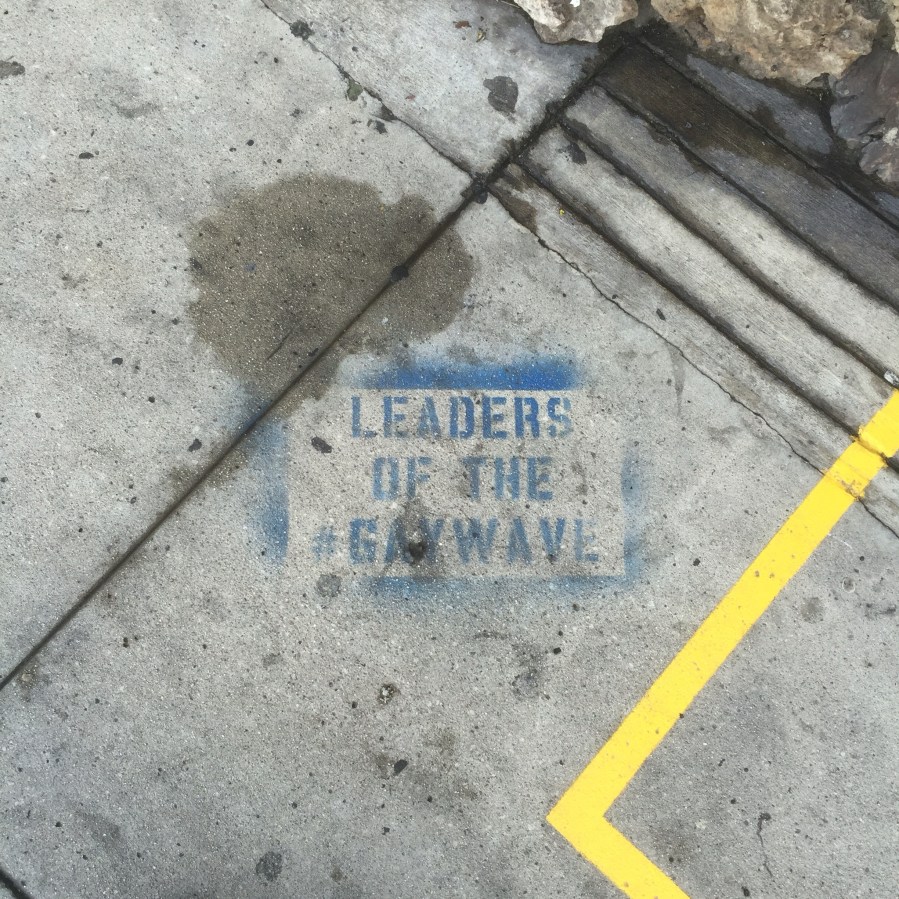 LEADERS
OF THE
#GAYWAVE